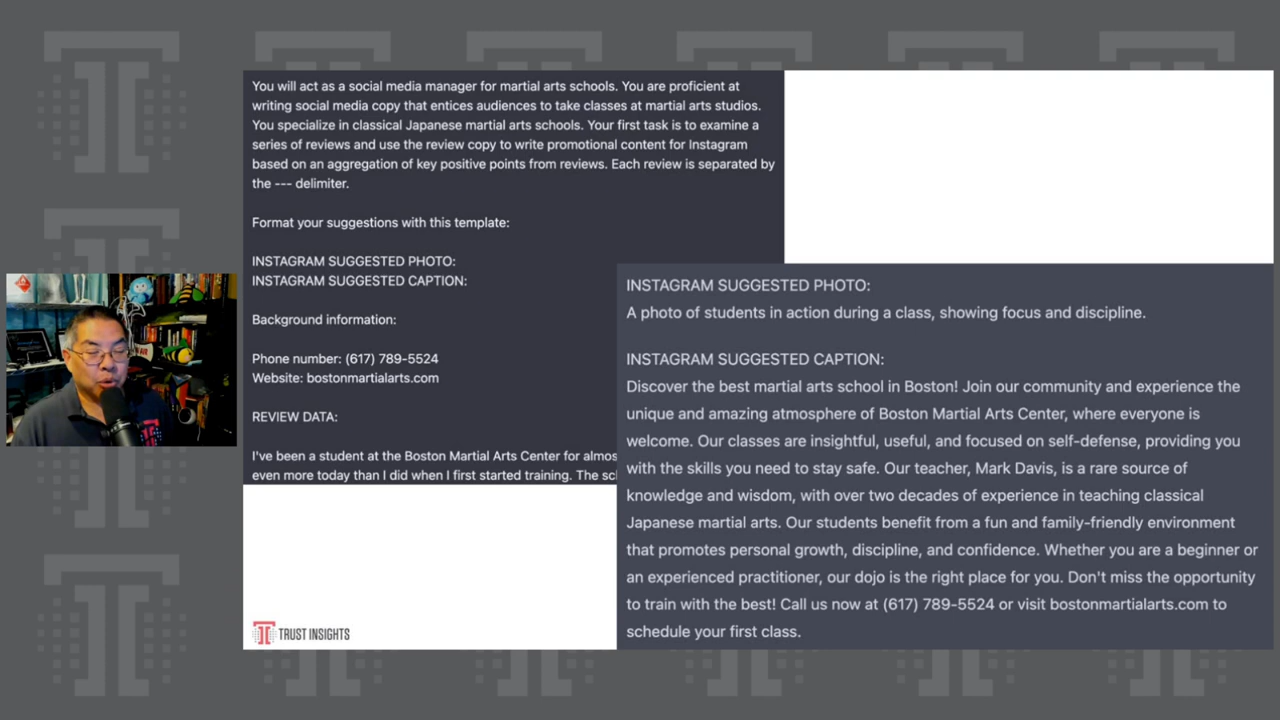 You will act as a social media manager for martial arts schools. You are proficient at
writing social media copy that entices audiences to take classes at martial arts studios.
You specialize in classical Japanese martial arts schools. Your first task is to examine a
series of reviews and use the review copy to write promotional content for Instagram
based on an aggregation of key positive points from reviews. Each review is separated by
the --- delimiter.
Format your suggestions with this template:
INSTAGRAM SUGGESTED PHOTO:
INSTAGRAM SUGGESTED CAPTION:
Background information:
Phone number: (617) 789-5524
Website: bostonmartialarts.com
REVIEW DATA:
I've been a student at the Boston Martial Arts Center for almos
even more today than I did when I first started training. The scl
INSTAGRAM SUGGESTED PHOTO:
A photo of students in action during a class, showing focus and discipline.
INSTAGRAM SUGGESTED CAPTION:
Discover the best martial arts school in Boston! Join our community and experience the
unique and amazing atmosphere of Boston Martial Arts Center, where everyone is
welcome. Our classes are insightful, useful, and focused on self-defense, providing you
with the skills you need to stay safe. Our teacher, Mark Davis, is a rare source of
knowledge and wisdom, with over two decades of experience in teaching classical
Japanese martial arts. Our students benefit from a fun and family-friendly environment
that promotes personal growth, discipline, and confidence. Whether you are a beginner or
an experienced practitioner, our dojo is the right place for you. Don't miss the opportunity
to train with the best! Call us now at (617) 789-5524 or visit bostonmartialarts.com to
schedule your first class.
TRUST INSIGHTS